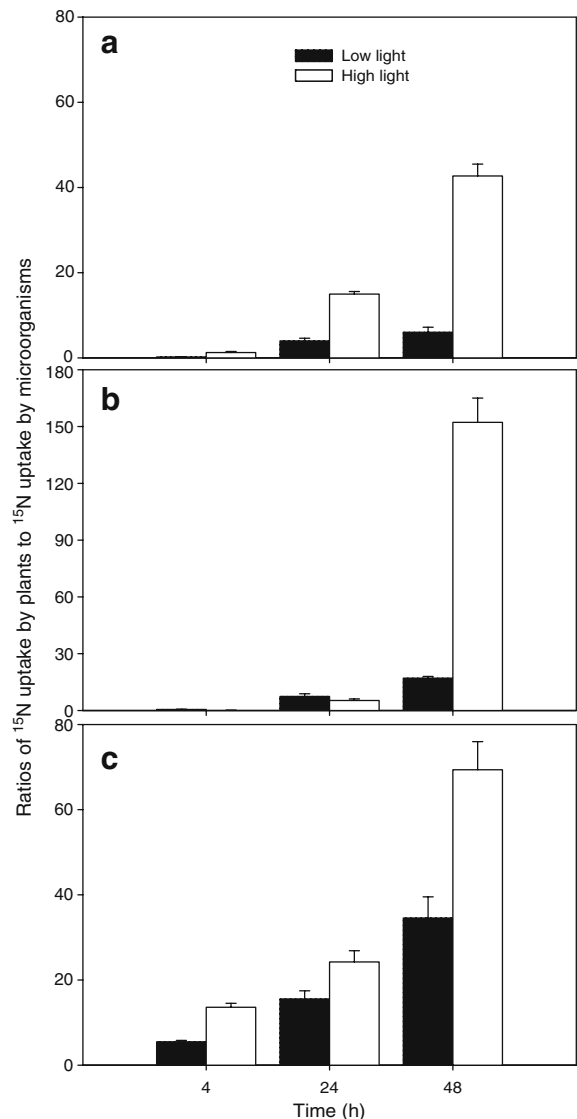 Ratios of ¹⁵N uptake by plants to ¹⁵N uptake by microorganisms
80
60
40
20
0
a
Low light
High light
180
150
120
90
60
30
0
b
80
60
40
20
0
c
4 24 48
Time (h)